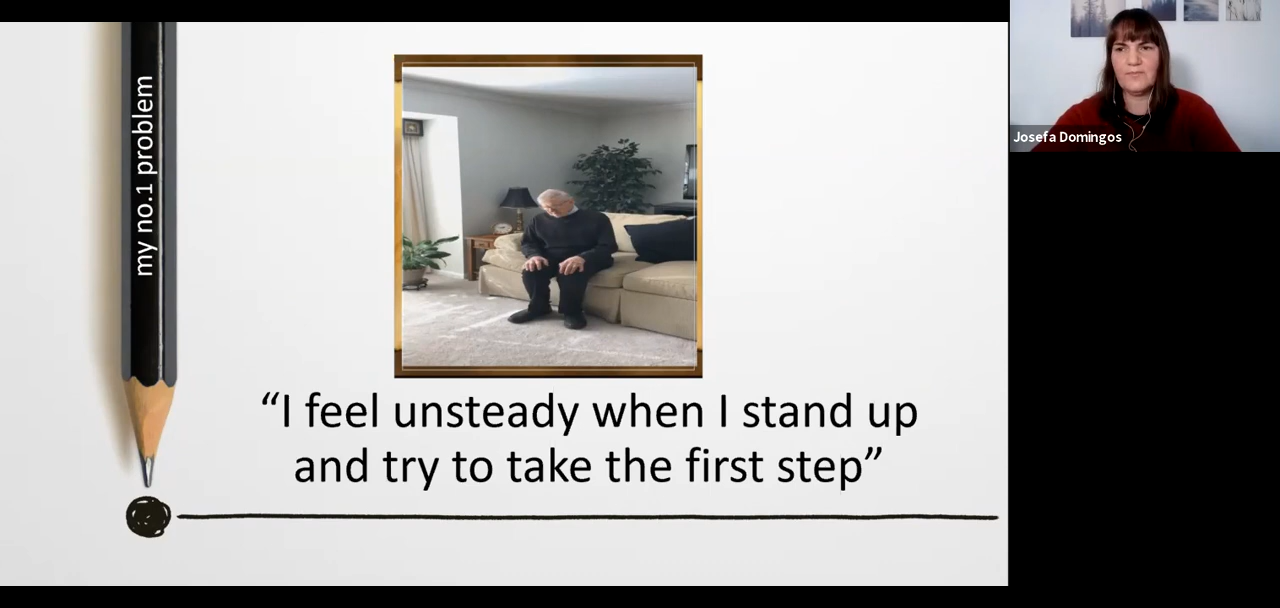 my no.1 problem
“I feel unsteady when I stand up
and try to take the first step”
Josefa Domingos